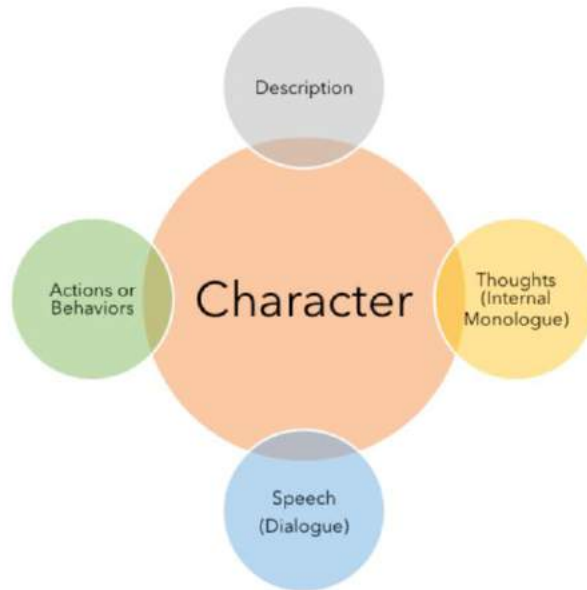 Description
Character
Actions or
Behaviors
Thoughts
(Internal
Monologue)
Speech
(Dialogue)